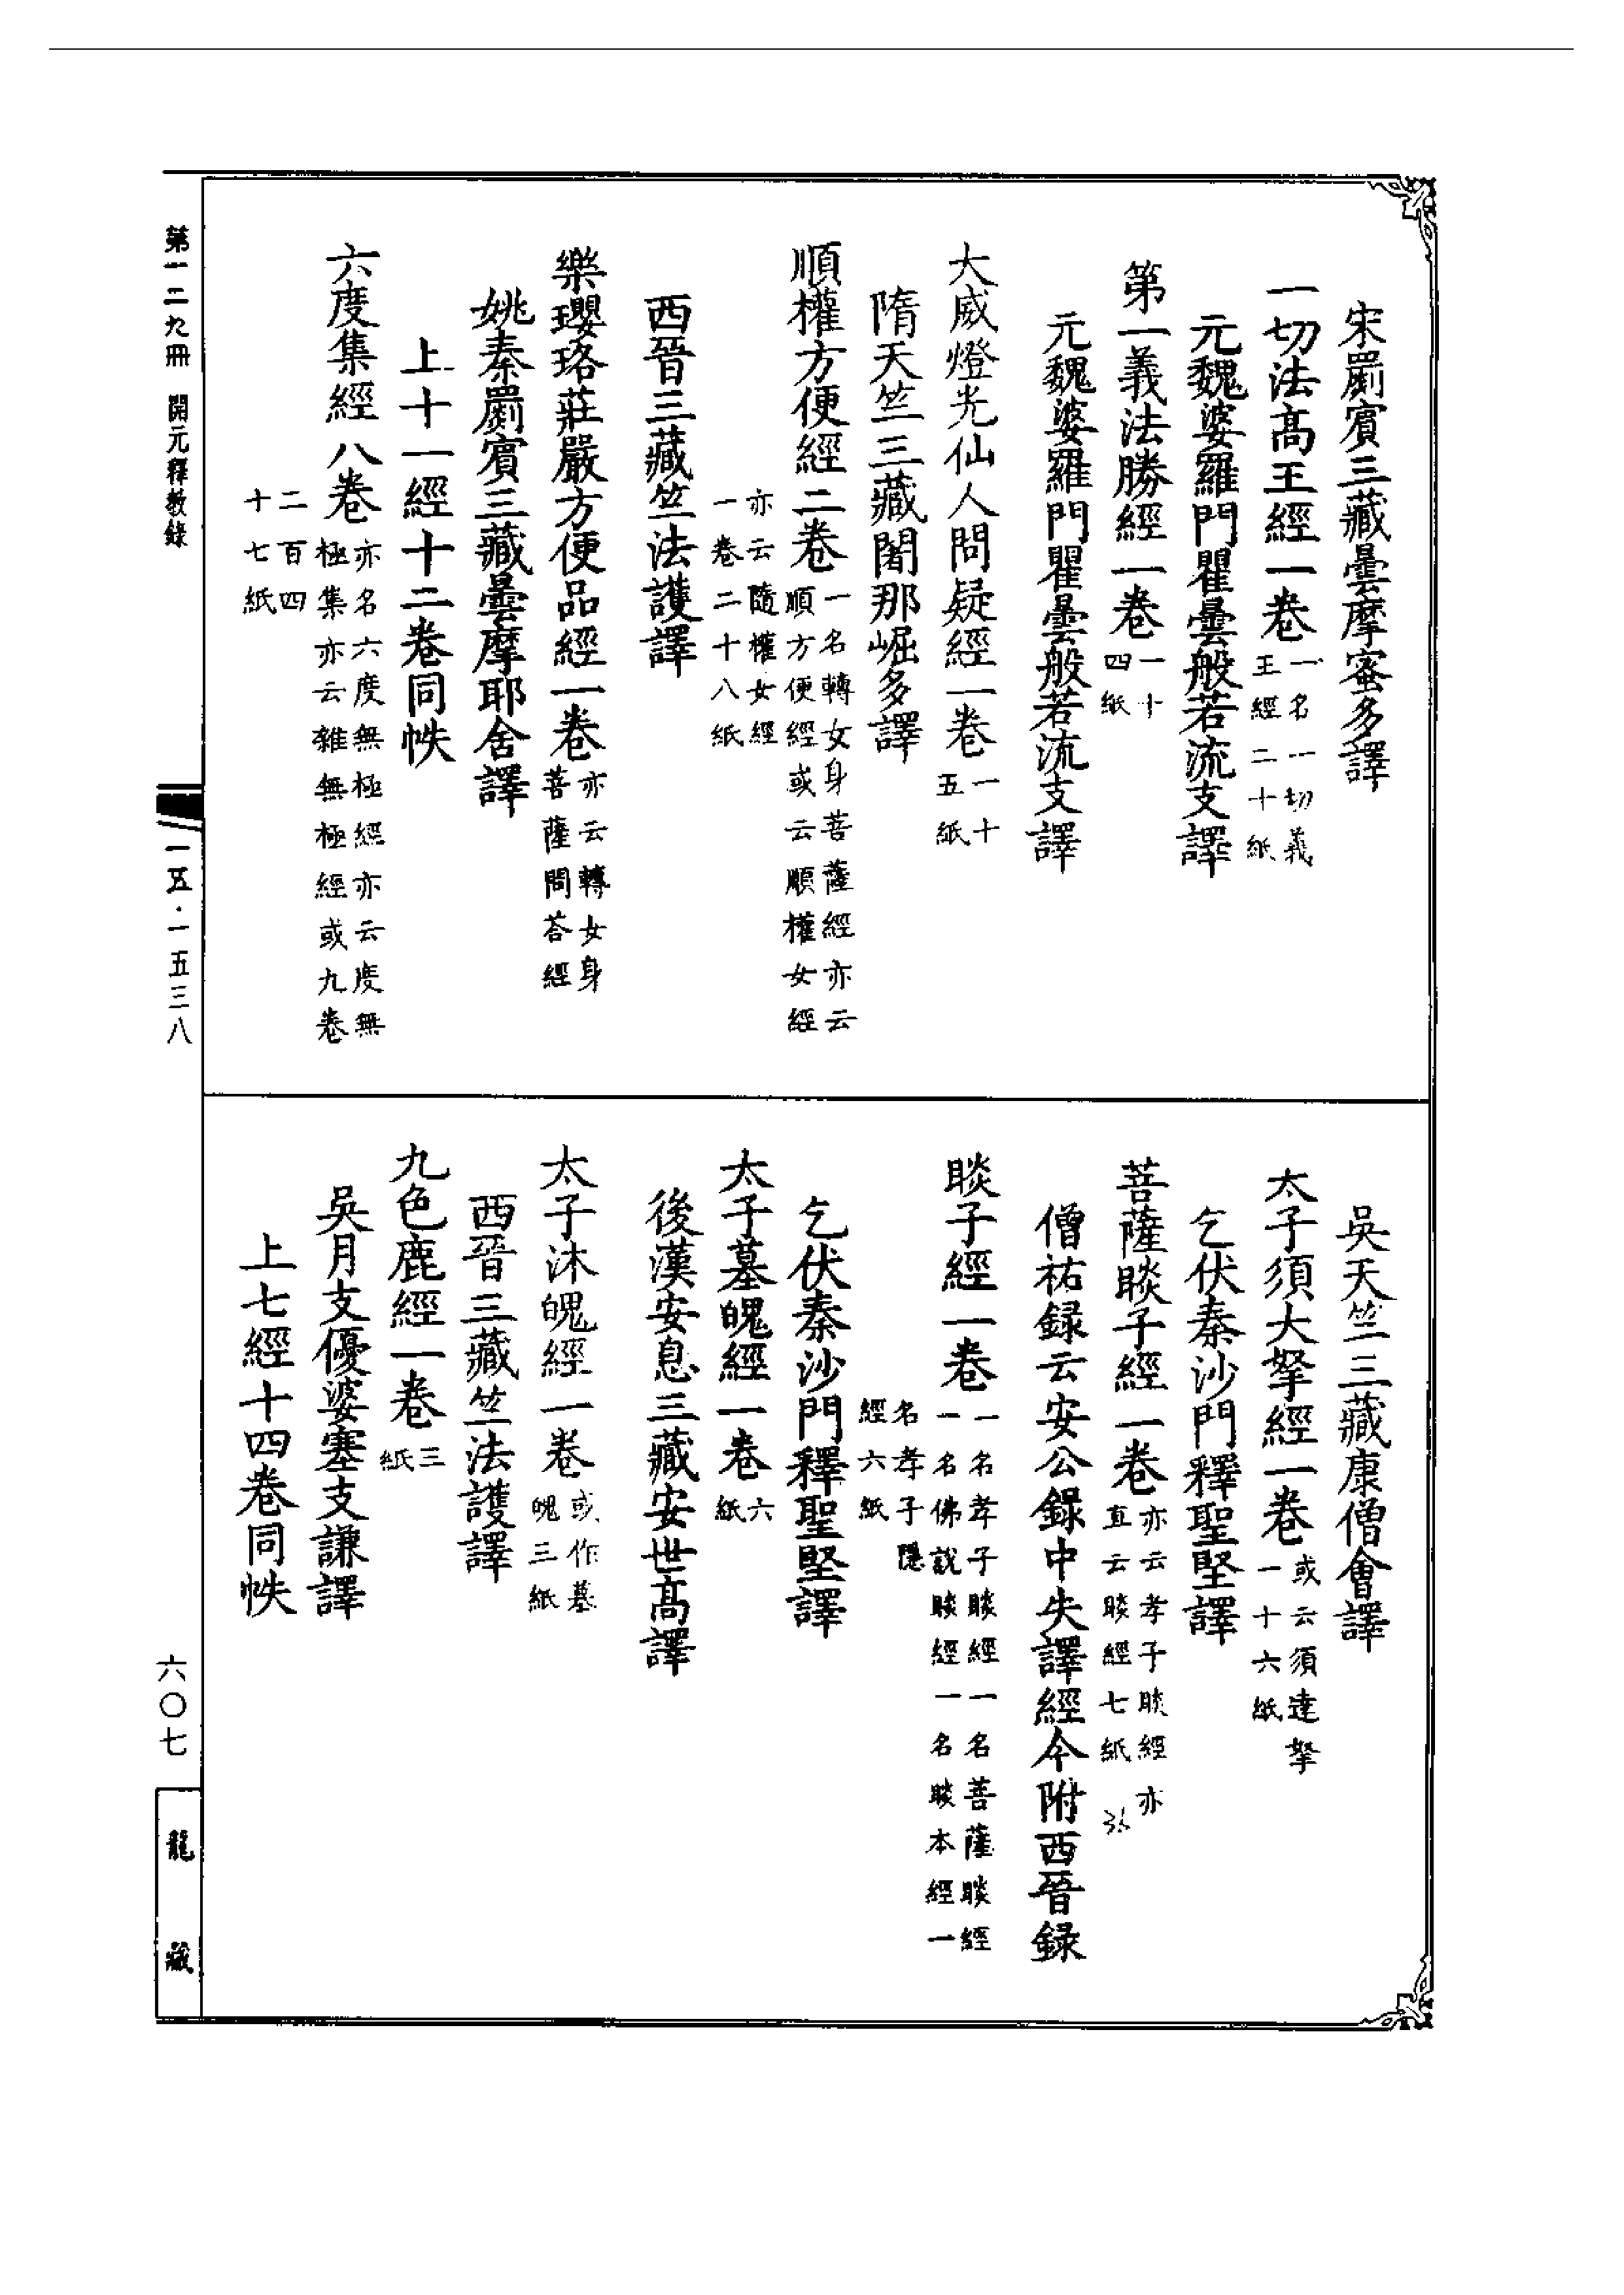 宋罽賓三藏曇摩蜜多譯
一切法高王經一卷一名一切義
王經二十紙
元魏婆羅門瞿曇般若流支譯
第一義法勝經一卷一十
四紙
元魏婆羅門瞿曇般若流支譯
大威燈光仙人問疑經一卷一十
五紙
隋天竺三藏闍那崛多譯
順權方便經二卷一名轉女身菩薩經亦云
順方便經或云順權女經
亦云隨權女經
一卷二十八紙
西晉三藏竺法護譯
樂瓔珞莊嚴方便品經一卷亦云轉女身
菩薩問荅經
姚秦罽賓三藏曇摩耶舍譯
上十一經十二卷同帙
六度集經八卷亦名六度無極經亦云度無
極集亦云雜無極經或九卷
二百四
十七紙
吳天竺三藏康僧會譯
太子須大拏經一卷或云須達拏
一十六紙
乞伏秦沙門釋聖堅譯
菩薩睒子經一卷亦云孝子睒經亦
直云睒經七紙
僧祐録云安公録中失譯經今附西晉録
睒子經一卷一名孝子睒經一名菩薩睒經
一名佛說睒經一名睒本經一
名孝子隱
經六紙
乞伏秦沙門釋聖堅譯
太子墓魄經一卷六
紙
後漢安息三藏安世高譯
太子沐魄經一卷或作墓
魄三紙
西晉三藏竺法護譯
九色鹿經一卷三
紙
吳月支優婆塞支謙譯
上七經十四卷同帙
第一二九冊 開元釋教錄
一五·一五三八
六〇七
龍藏